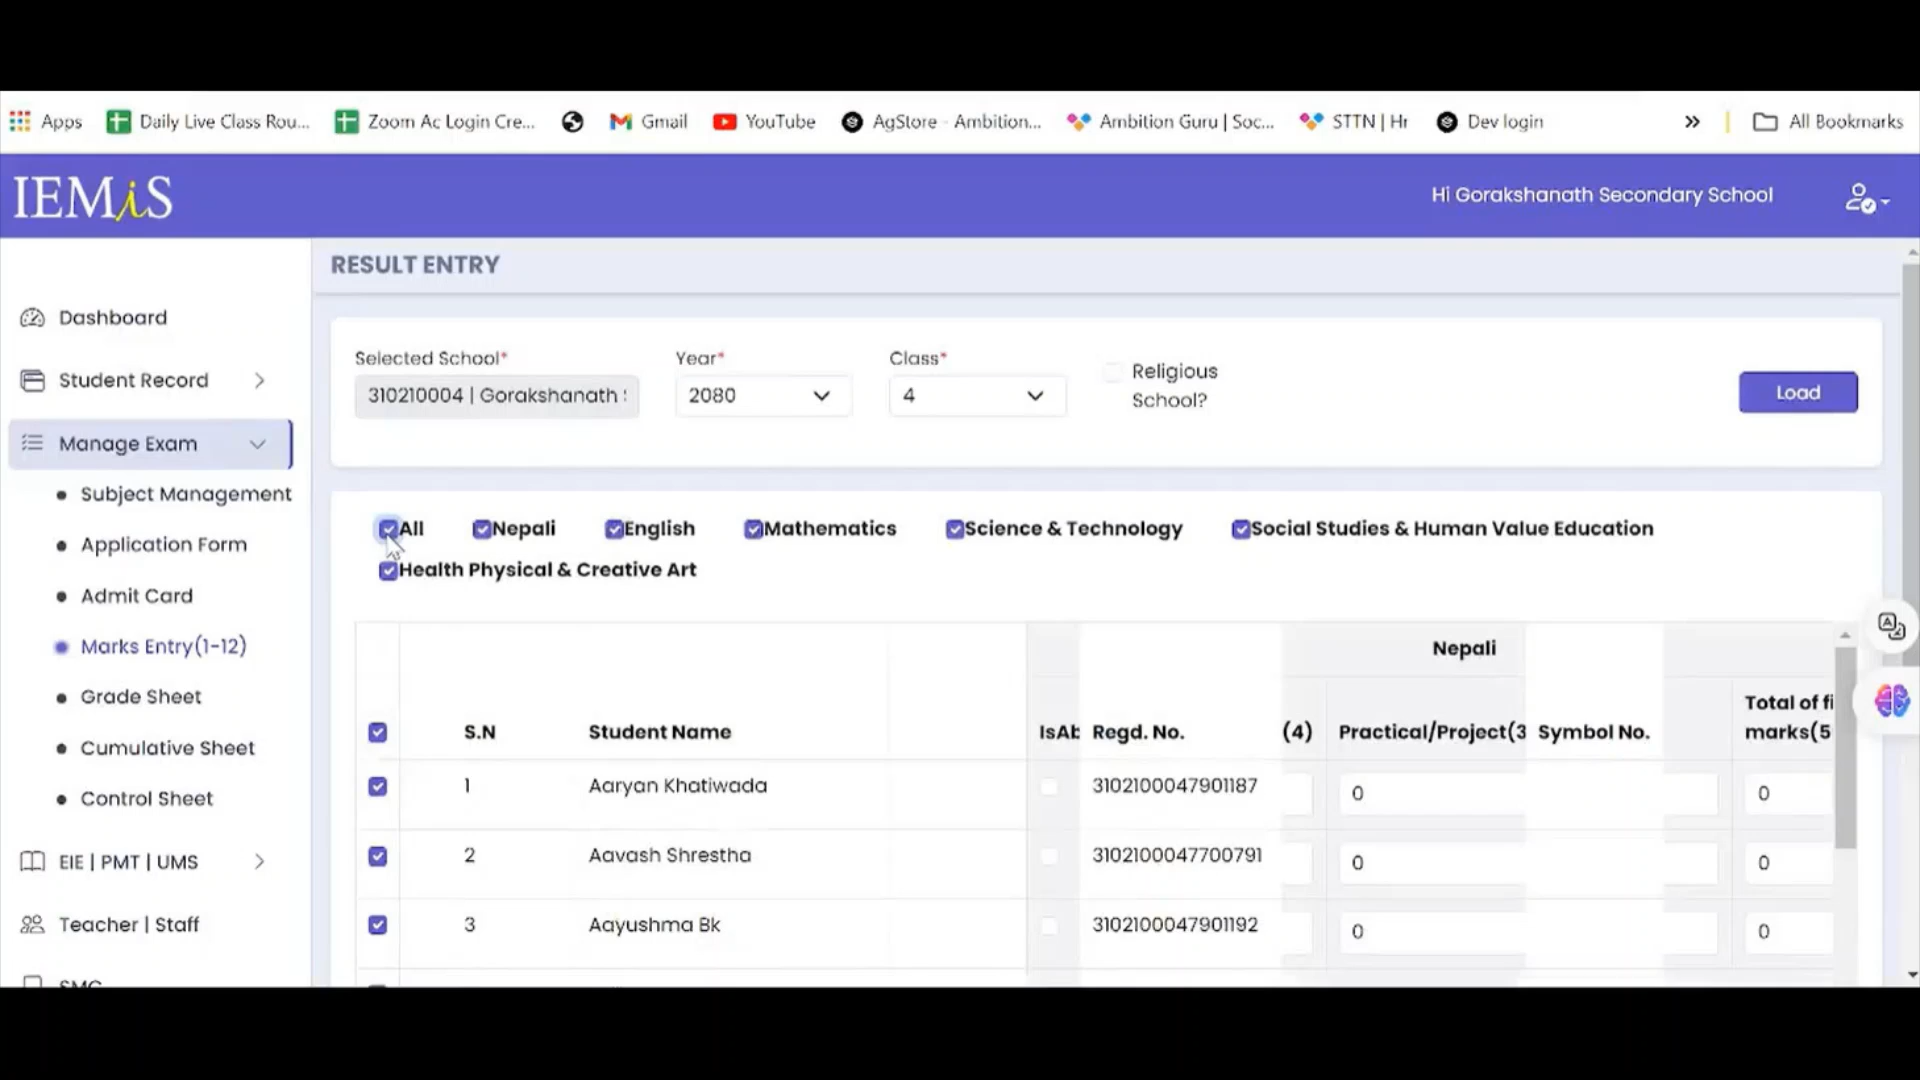 Apps Daily Live Class Rou... Zoom Ac Login Cre... Gmail YouTube AgStore - Ambition... Ambition Guru | Soc... STTN | Hr Dev login » All Bookmarks
IEMiS Hi Gorakshanath Secondary School
RESULT ENTRY
Dashboard
Student Record
Manage Exam
Subject Management
Application Form
Admit Card
Marks Entry(1-12)
Grade Sheet
Cumulative Sheet
Control Sheet
EIE | PMT | UMS
Teacher | Staff
SMC
Selected School* Year* Class* Religious School?
310210004 | Gorakshanath 2080 4 Load
All Nepali English Mathematics Science & Technology Social Studies & Human Value Education
Health Physical & Creative Art
Nepali
S.N Student Name IsAb Regd. No. (4) Practical/Project(3 Symbol No. Total of fi marks(5
1 Aaryan Khatiwada 3102100047901187 0 0
2 Aavash Shrestha 3102100047700791 0 0
3 Aayushma Bk 3102100047901192 0 0